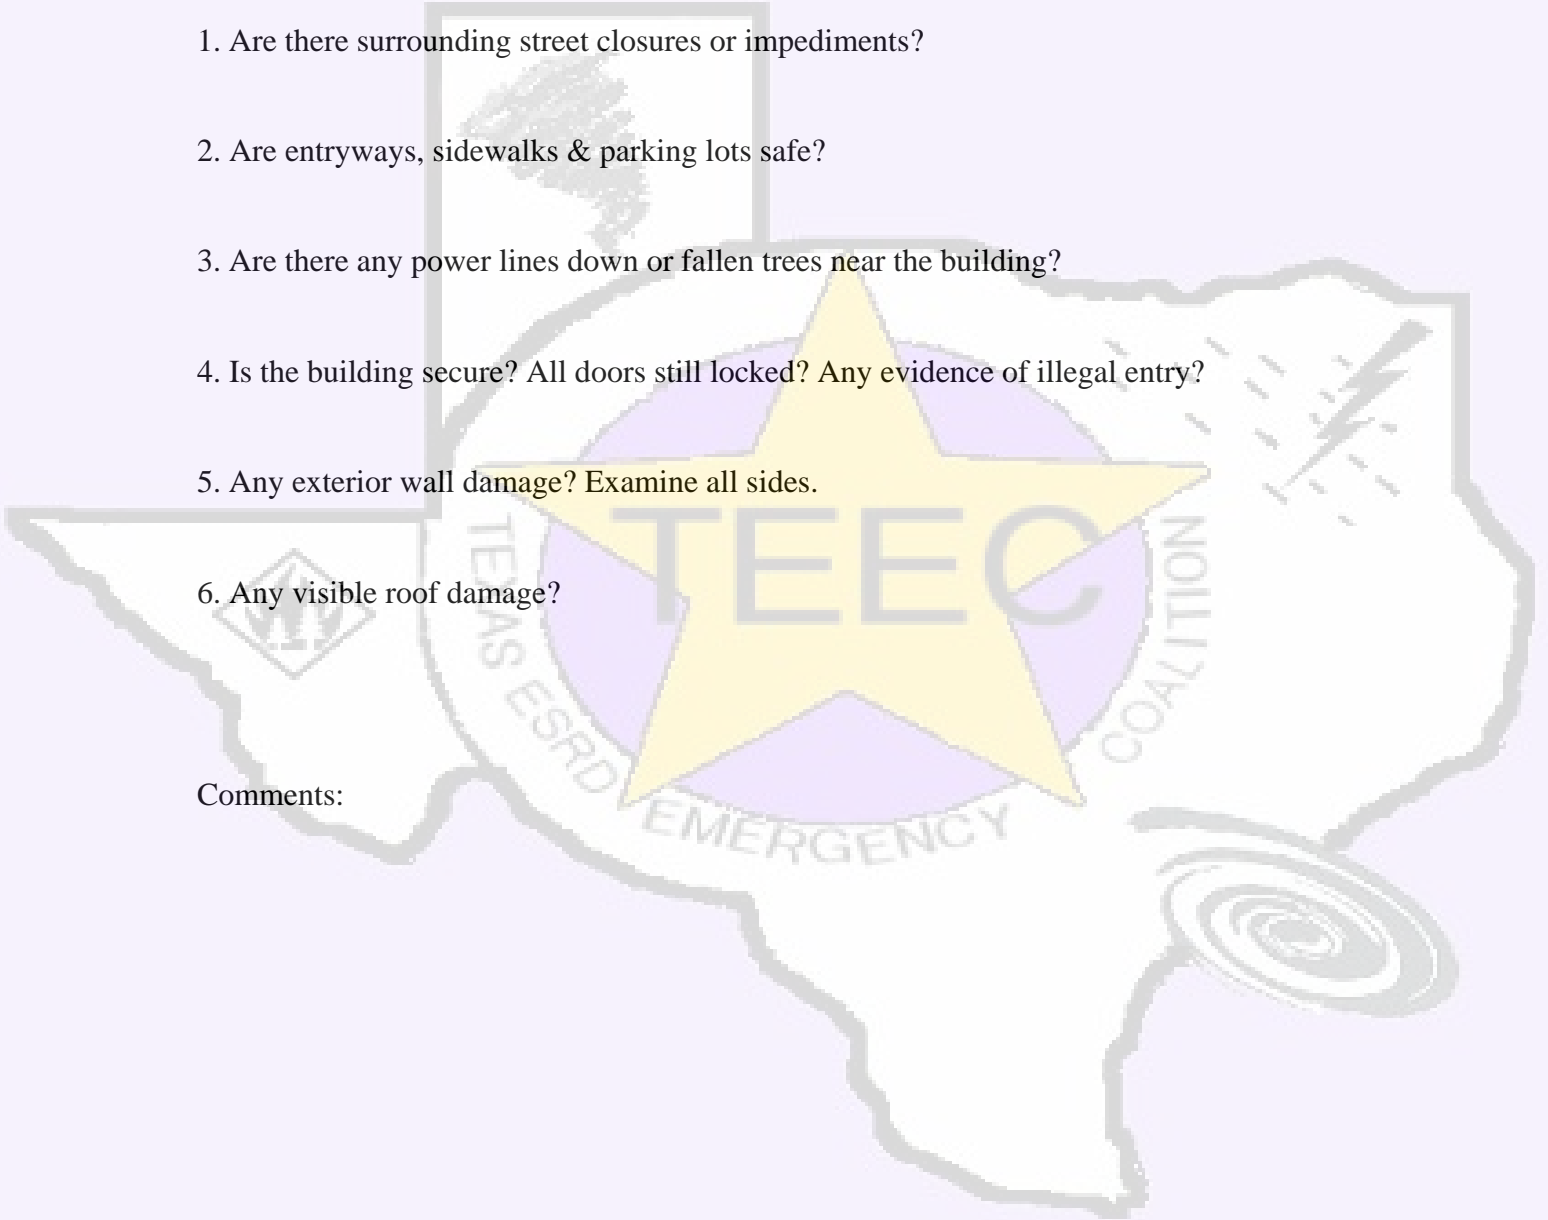 1. Are there surrounding street closures or impediments?
2. Are entryways, sidewalks & parking lots safe?
3. Are there any power lines down or fallen trees near the building?
4. Is the building secure? All doors still locked? Any evidence of illegal entry?
5. Any exterior wall damage? Examine all sides.
6. Any visible roof damage?
Comments:
TEEC
TEXAS ESRD EMERGENCY COALITION